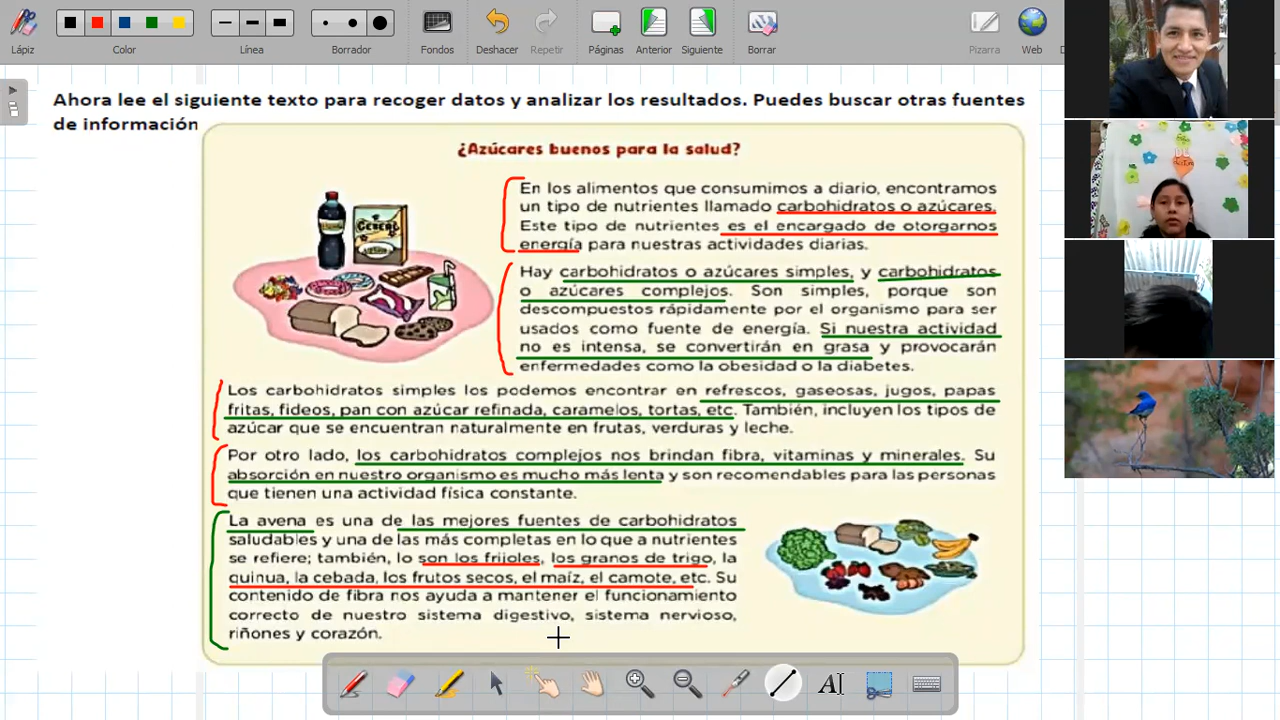 Lápiz
Color
Línea
Borrador
Fondos
Deshacer
Repetir
Páginas
Anterior
Siguiente
Borrar
Pizarra
Web
Ahora lee el siguiente texto para recoger datos y analizar los resultados. Puedes buscar otras fuentes
de información
¿Azúcares buenos para la salud?
En los alimentos que consumimos a diario, encontramos
un tipo de nutrientes llamado carbohidratos o azúcares.
Este tipo de nutrientes es el encargado de otorgarnos
energía para nuestras actividades diarias.
Hay carbohidratos o azúcares simples, y carbohidratos
o azúcares complejos. Son simples, porque son
descompuestos rápidamente por el organismo para ser
usados como fuente de energía. Si nuestra actividad
no es intensa, se convertirán en grasa y provocarán
enfermedades como la obesidad o la diabetes.
CEREAL
Los carbohidratos simples los podemos encontrar en refrescos, gaseosas, jugos, papas
fritas, fideos, pan con azúcar refinada, caramelos, tortas, etc. También, incluyen los tipos de
azúcar que se encuentran naturalmente en frutas, verduras y leche.
Por otro lado, los carbohidratos complejos nos brindan fibra, vitaminas y minerales. Su
absorción en nuestro organismo es mucho más lenta y son recomendables para las personas
que tienen una actividad física constante.
La avena es una de las mejores fuentes de carbohidratos
saludables y una de las más completas en lo que a nutrientes
se refiere; también, lo son los frijoles, los granos de trigo, la
quinua, la cebada, los frutos secos, el maíz, el camote, etc. Su
contenido de fibra nos ayuda a mantener el funcionamiento
correcto de nuestro sistema digestivo, sistema nervioso,
riñones y corazón.